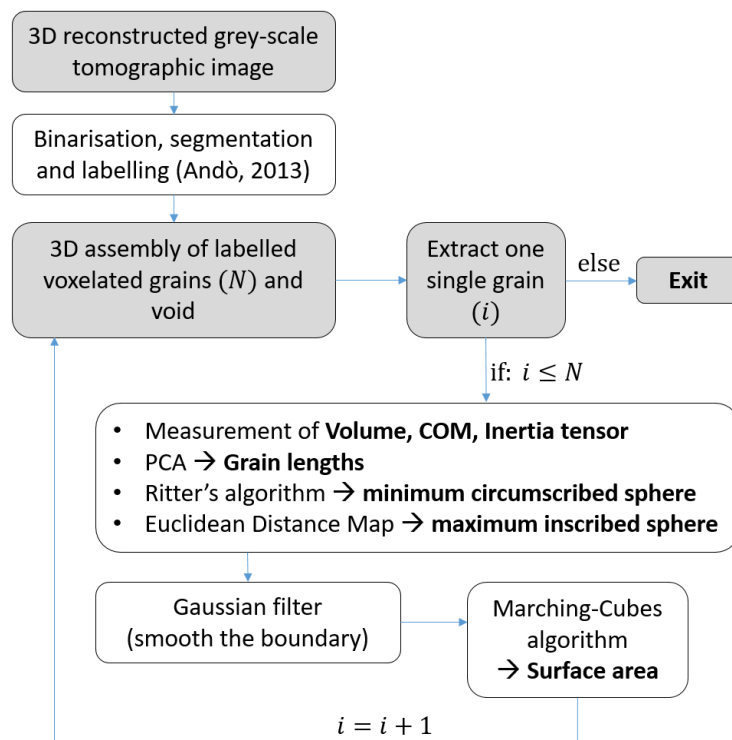 3D reconstructed grey-scale
tomographic image
Binarisation, segmentation
and labelling (Andò, 2013)
3D assembly of labelled
voxelated grains (N) and
void
Extract one
single grain
(i)
else
Exit
if: i ≤ N
• Measurement of Volume, COM, Inertia tensor
• PCA → Grain lengths
• Ritter’s algorithm → minimum circumscribed sphere
• Euclidean Distance Map → maximum inscribed sphere
Gaussian filter
(smooth the boundary)
Marching-Cubes
algorithm
→ Surface area
i = i + 1